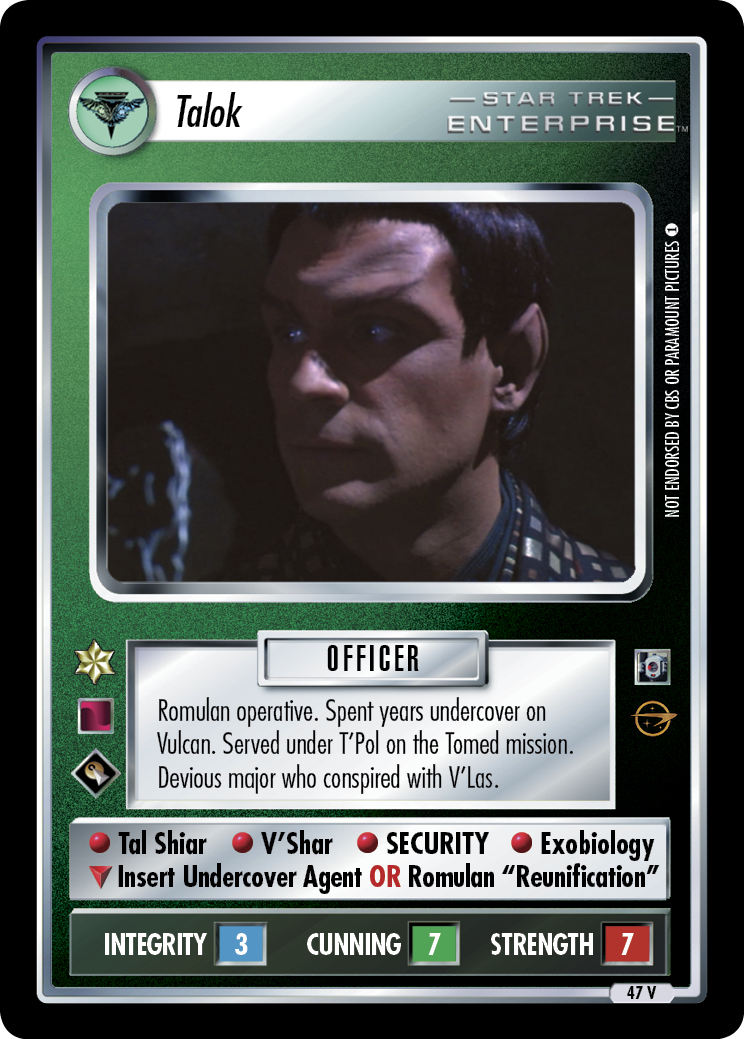 Talok
STAR TREK
ENTERPRISE™
NOT ENDORSED BY CBS OR PARAMOUNT PICTURES 1
OFFICER
Romulan operative. Spent years undercover on
Vulcan. Served under T'Pol on the Tomed mission.
Devious major who conspired with V'Las.
Tal Shiar V'Shar SECURITY Exobiology
Insert Undercover Agent OR Romulan "Reunification"
INTEGRITY 3 CUNNING 7 STRENGTH 7
47 V